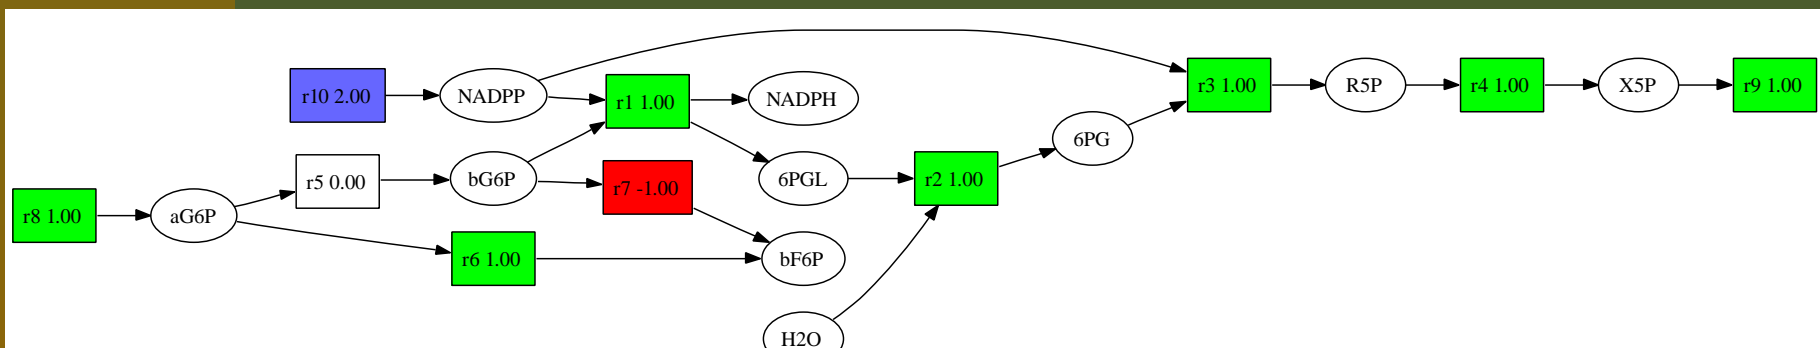 r10 2.00
NADPP
r1 1.00
NADPH
r3 1.00
R5P
r4 1.00
X5P
r9 1.00
6PG
r8 1.00
aG6P
r5 0.00
bG6P
r7 -1.00
6PGL
r2 1.00
r6 1.00
bF6P
H2O